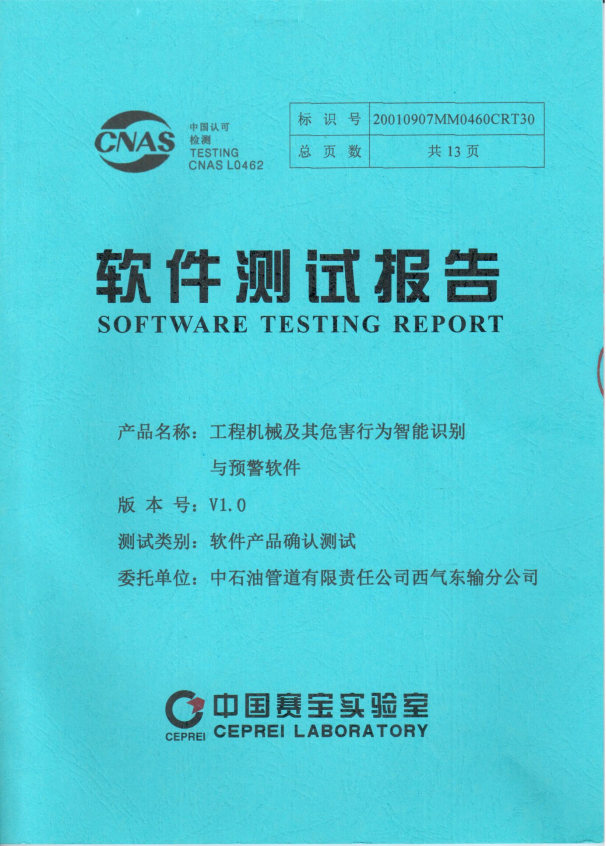 CNAS
中国认可
检测
TESTING
CNAS L0462
标 识 号 20010907MM0460CRT30
总 页 数 共 13 页
软件测试报告
SOFTWARE TESTING REPORT
产品名称：工程机械及其危害行为智能识别
与预警软件
版 本 号：V1.0
测试类别：软件产品确认测试
委托单位：中石油管道有限责任公司西气东输分公司
CEPREI
中国赛宝实验室
CEPREI LABORATORY